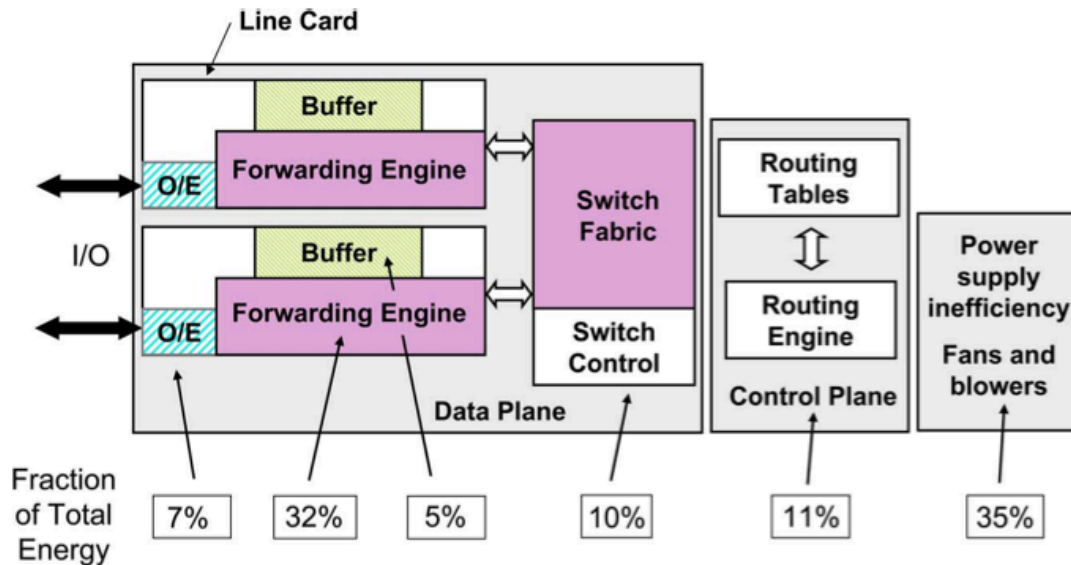 Line Card
Buffer
Forwarding Engine
O/E
I/O
Buffer
Forwarding Engine
O/E
Switch
Fabric
Switch
Control
Data Plane
Routing
Tables
Routing
Engine
Control Plane
Power
supply
inefficiency
Fans and
blowers
Fraction
of Total
Energy
7%
32%
5%
10%
11%
35%